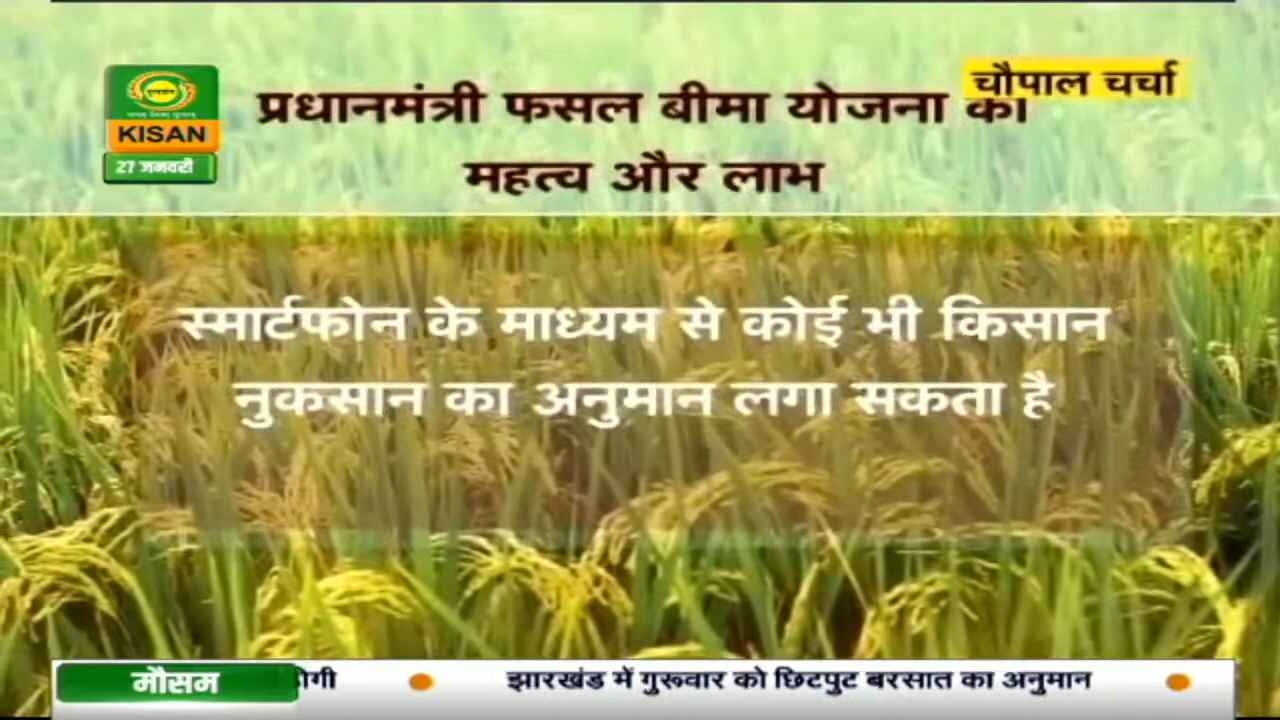 चौपाल चर्चा
KISAN
27 जनवरी
प्रधानमंत्री फसल बीमा योजना का
महत्व और लाभ
स्मार्टफोन के माध्यम से कोई भी किसान
नुकसान का अनुमान लगा सकता है
मौसम
झारखंड में गुरूवार को छिटपुट बरसात का अनुमान